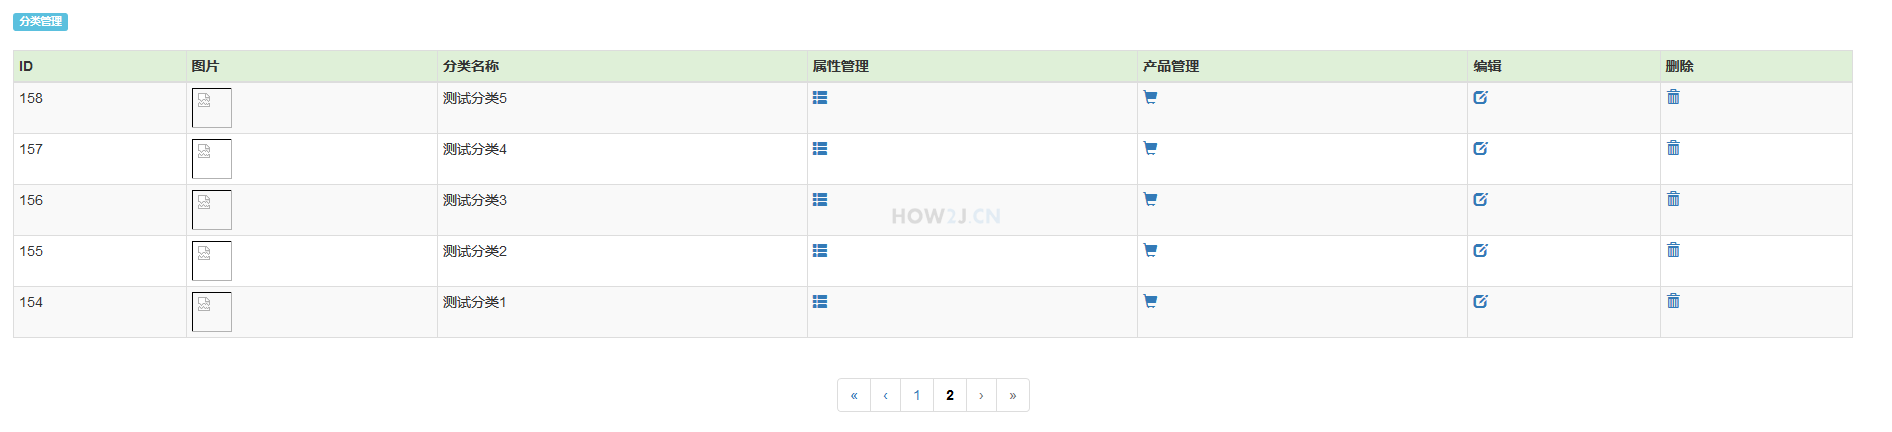 分类管理
ID 图片 分类名称 属性管理 产品管理 编辑 删除
158 测试分类5
157 测试分类4
156 测试分类3
HOW2J.CN
155 测试分类2
154 测试分类1
« ‹ 1 2 › »